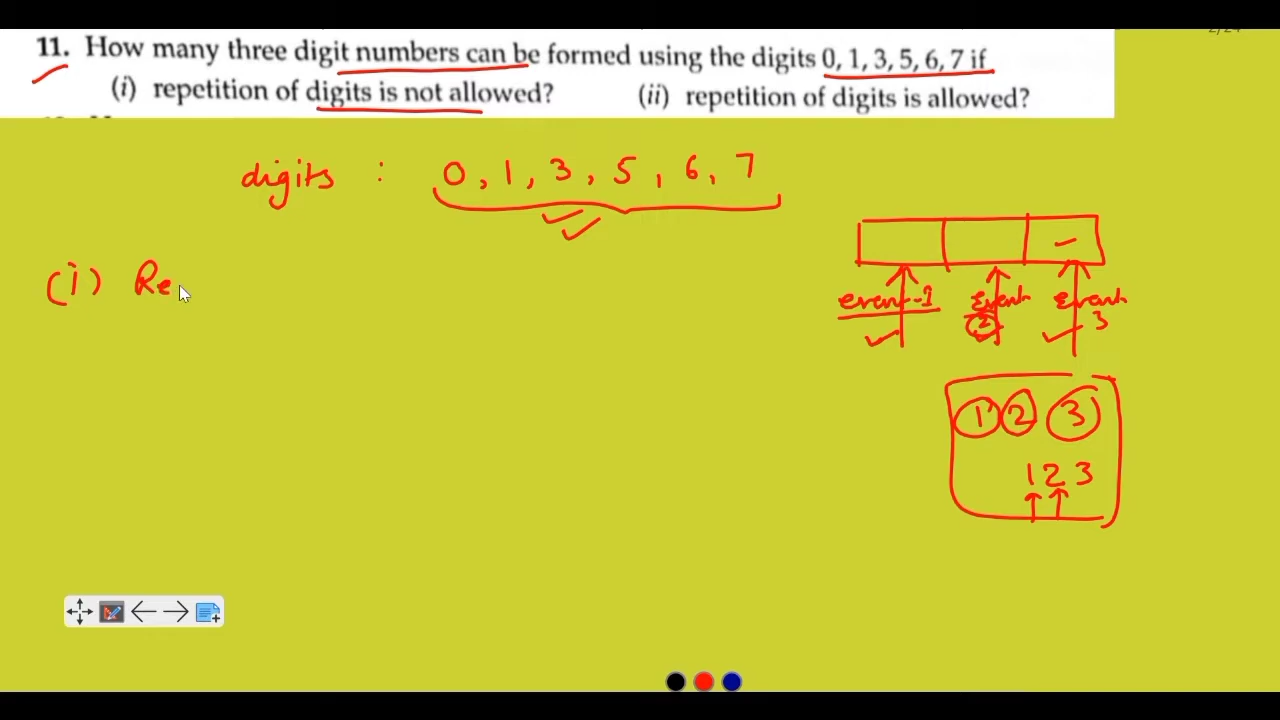 2/24
11. How many three digit numbers can be formed using the digits 0, 1, 3, 5, 6, 7 if
(i) repetition of digits is not allowed? (ii) repetition of digits is allowed?
digits : 0, 1, 3, 5, 6, 7
(i) Re
event-1 event event
2 3
1 2 3
1 2 3